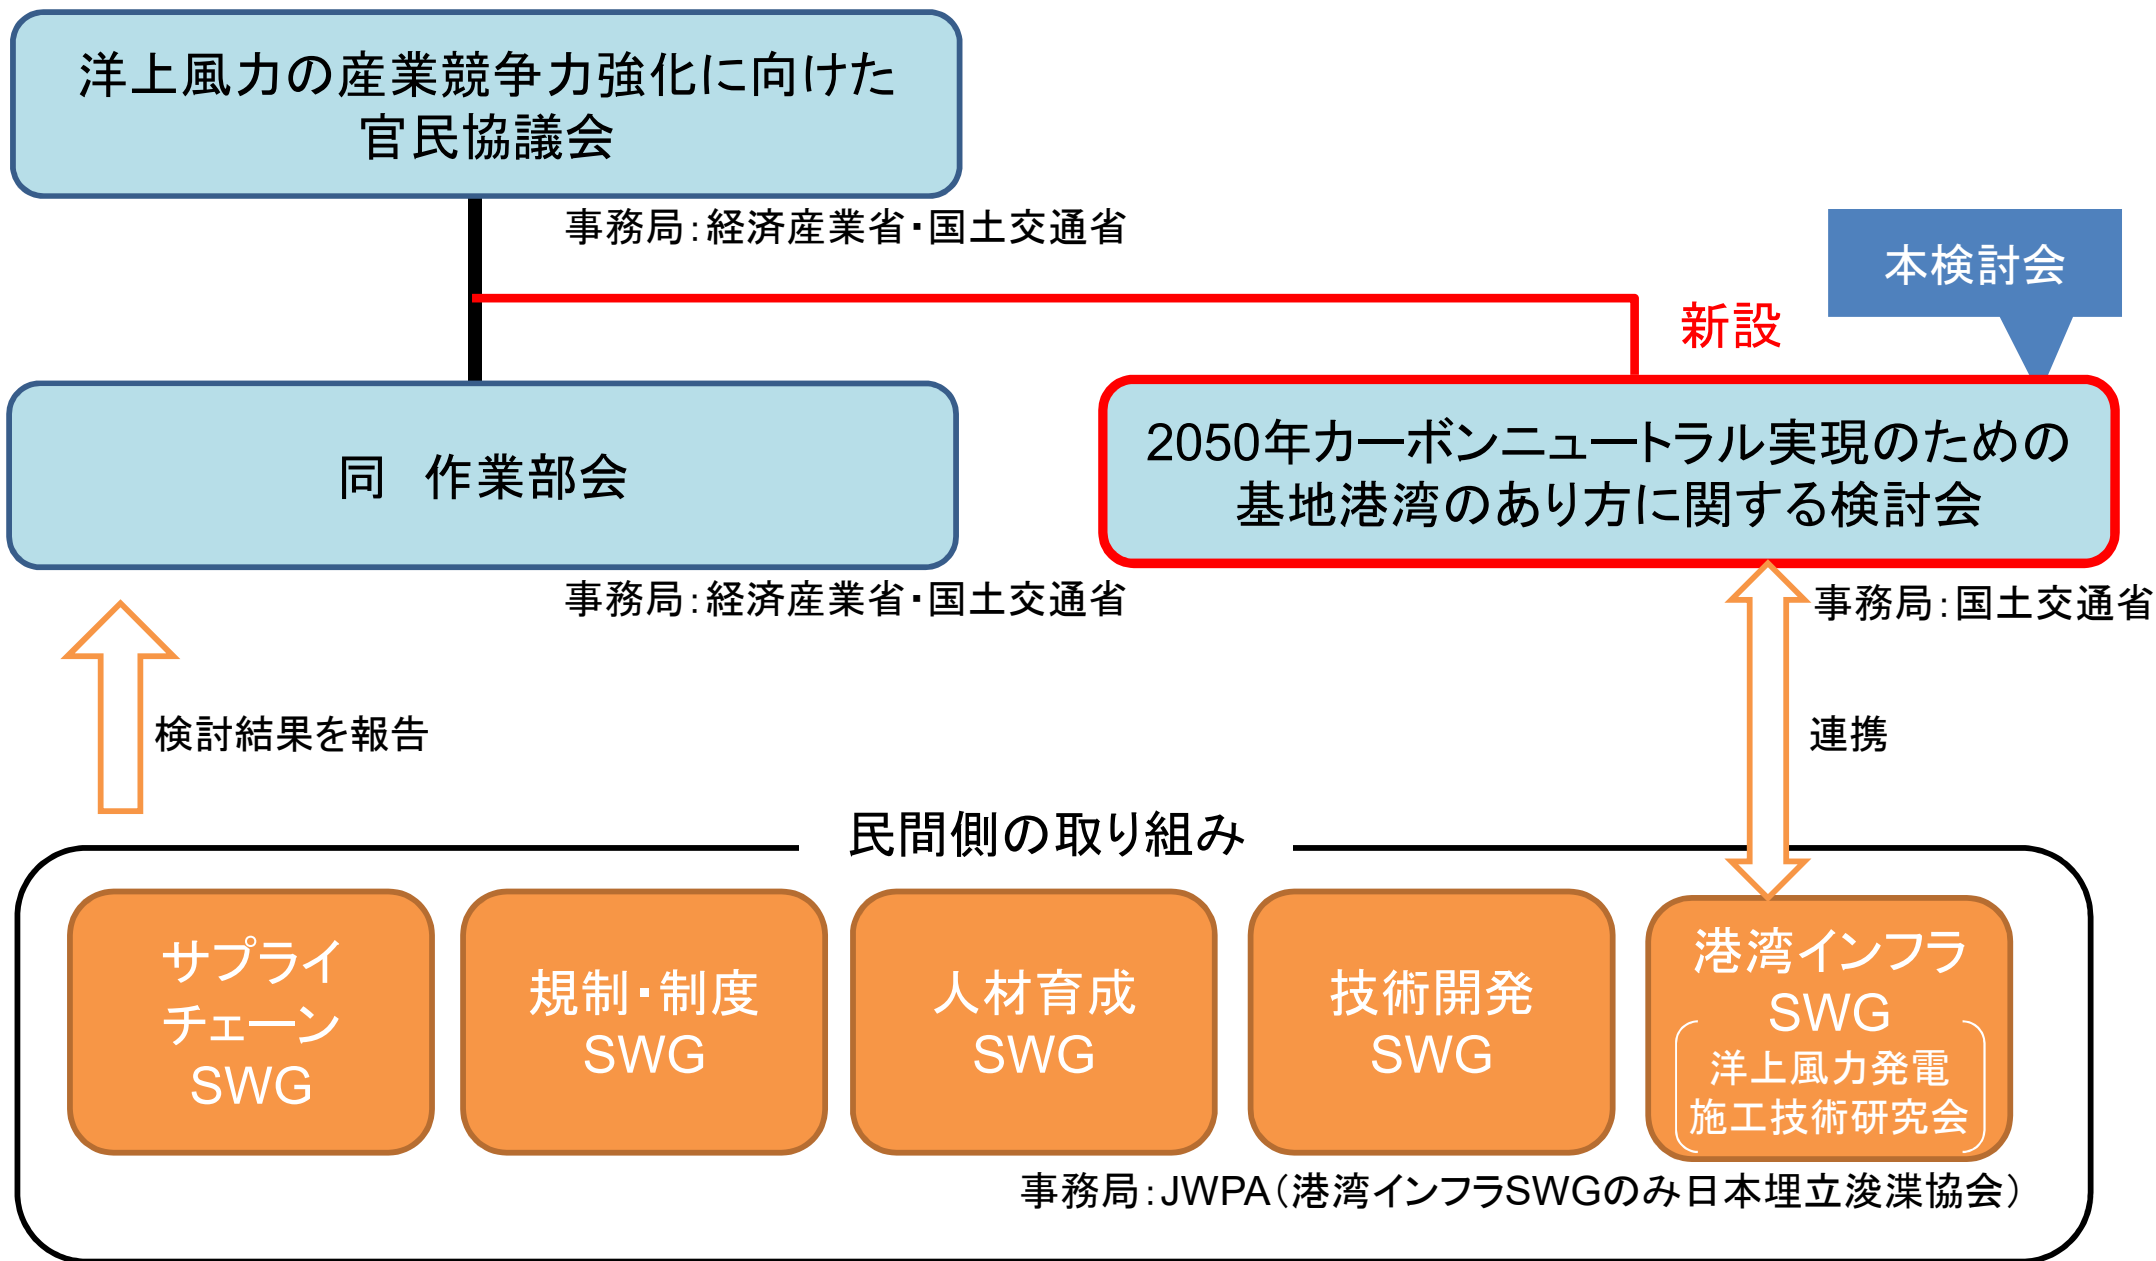 洋上風力の産業競争力強化に向けた
官民協議会
事務局：経済産業省・国土交通省
本検討会
新設
同　作業部会
2050年カーボンニュートラル実現のための
基地港湾のあり方に関する検討会
事務局：経済産業省・国土交通省
事務局：国土交通省
検討結果を報告
連携
民間側の取り組み
サプライ
チェーン
SWG
規制・制度
SWG
人材育成
SWG
技術開発
SWG
港湾インフラ
SWG
洋上風力発電
施工技術研究会
事務局：JWPA（港湾インフラSWGのみ日本埋立浚渫協会）